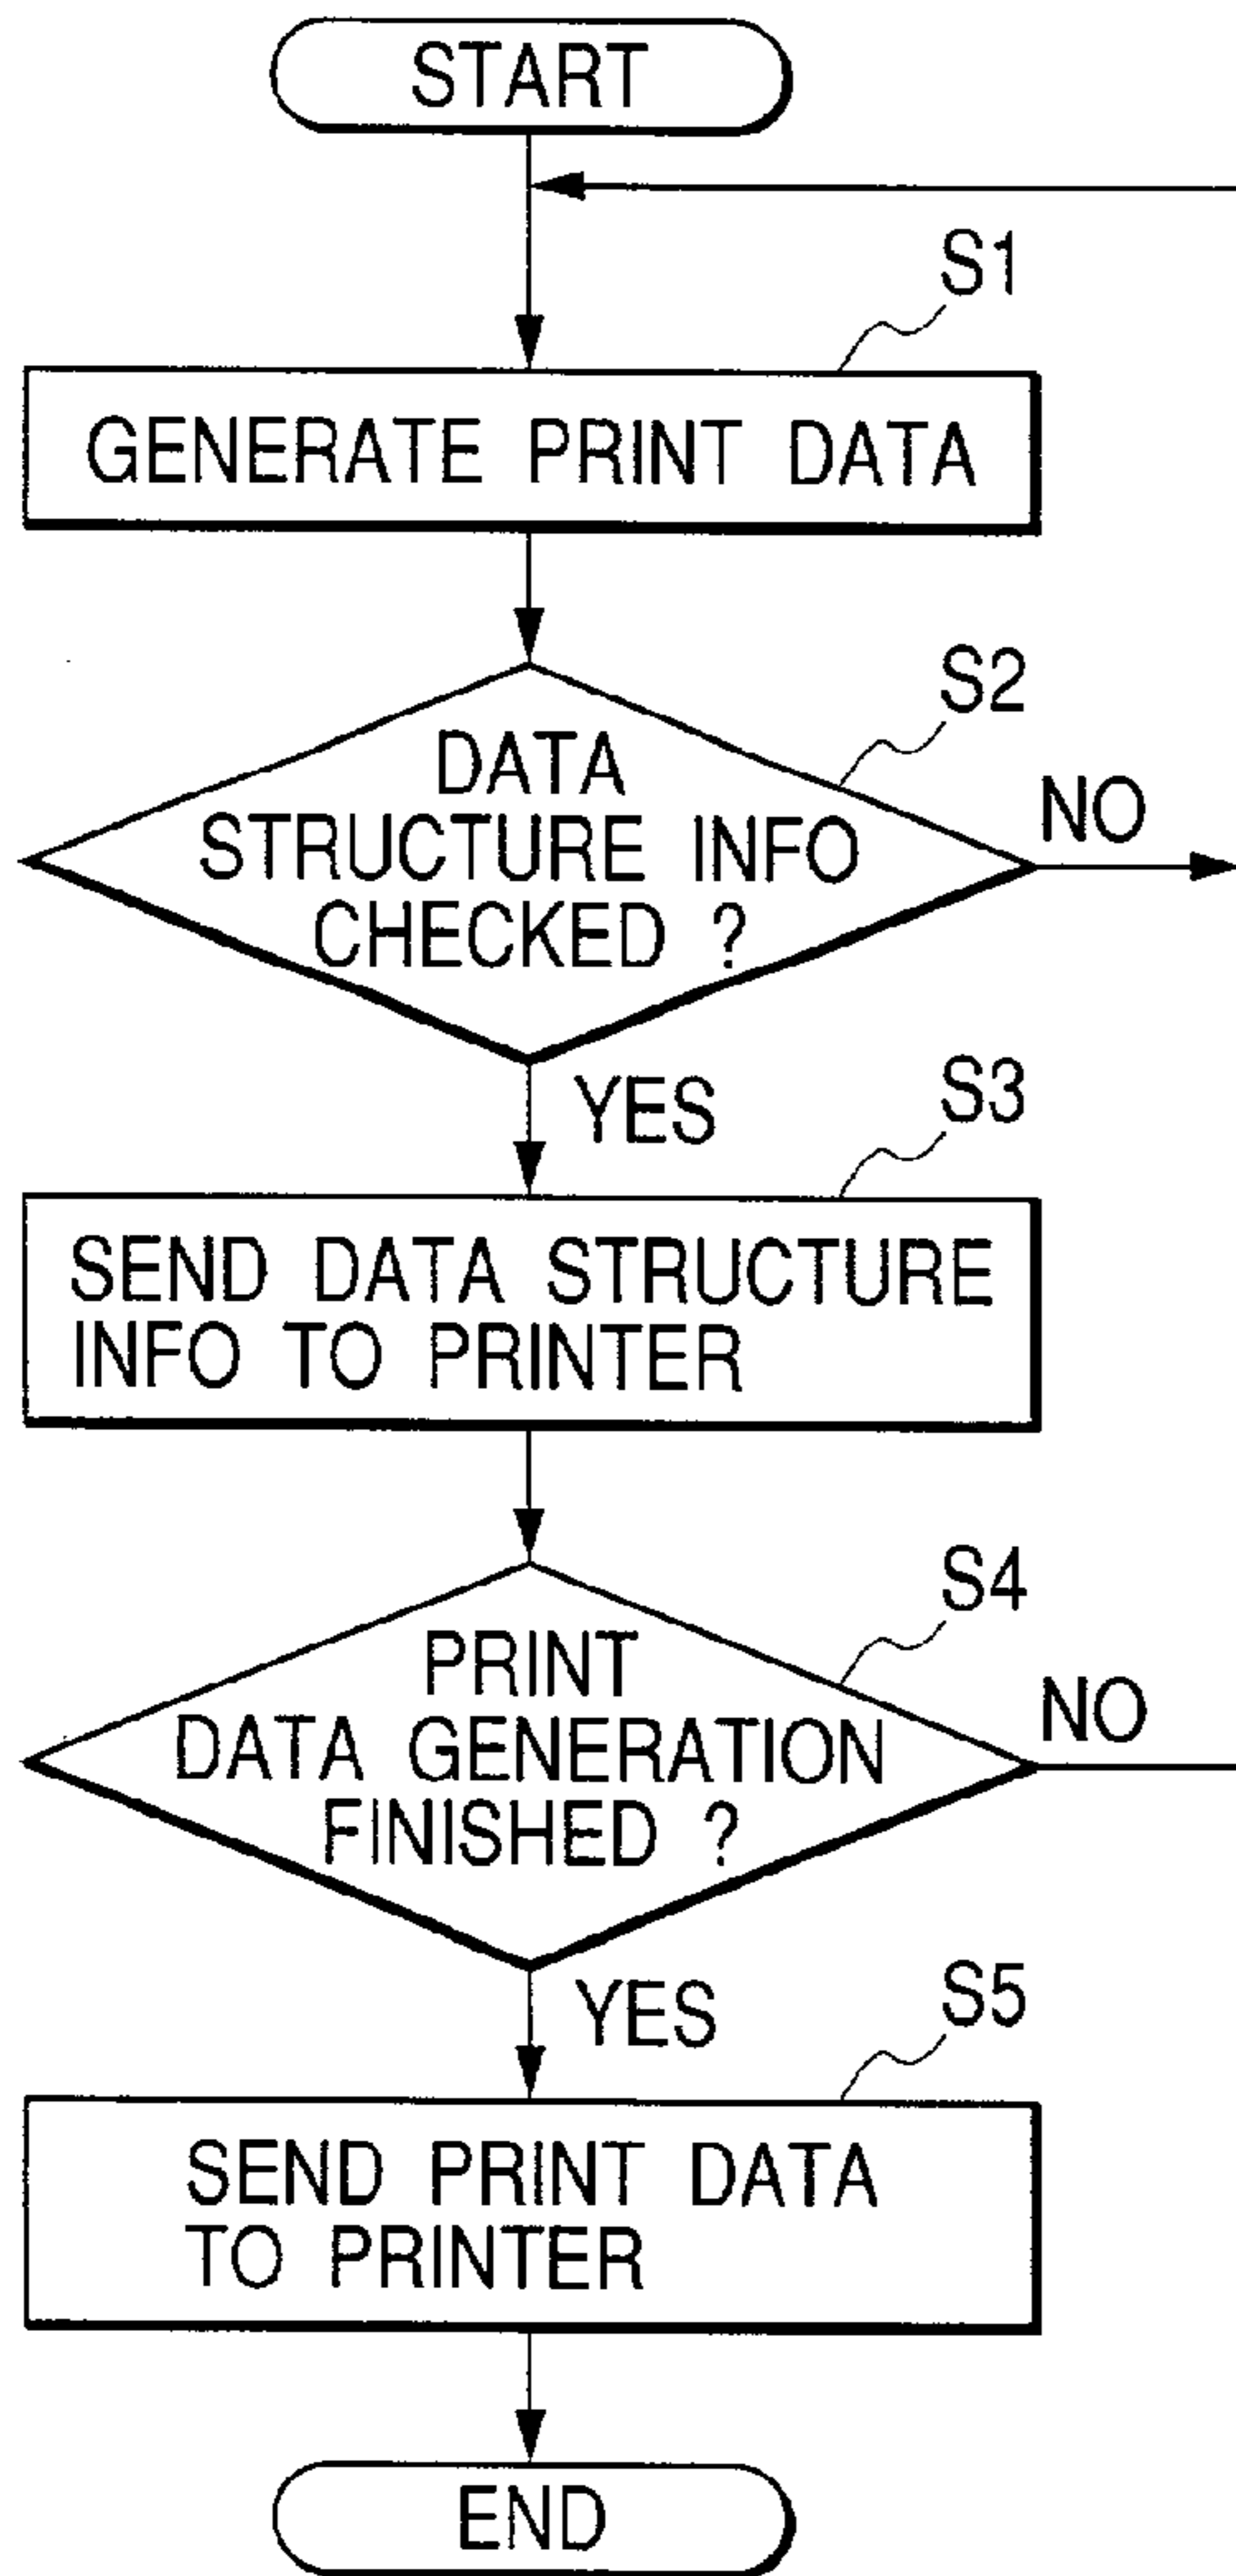 START
S1
GENERATE PRINT DATA
S2
DATA
STRUCTURE INFO
CHECKED ?
NO
YES
S3
SEND DATA STRUCTURE
INFO TO PRINTER
S4
PRINT
DATA GENERATION
FINISHED ?
NO
YES
S5
SEND PRINT DATA
TO PRINTER
END